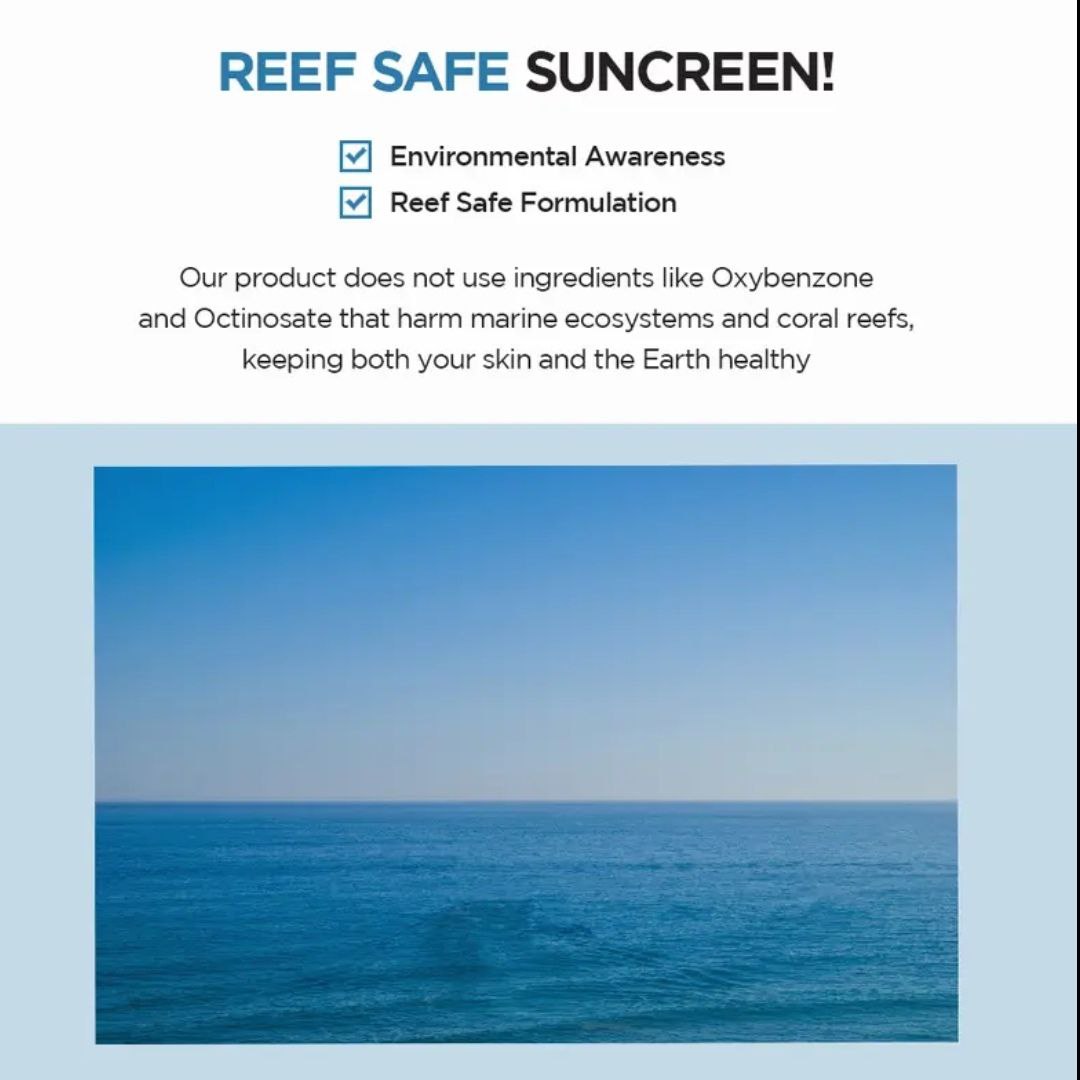 REEF SAFE SUNCREEN!
Environmental Awareness
Reef Safe Formulation
Our product does not use ingredients like Oxybenzone
and Octinosate that harm marine ecosystems and coral reefs,
keeping both your skin and the Earth healthy